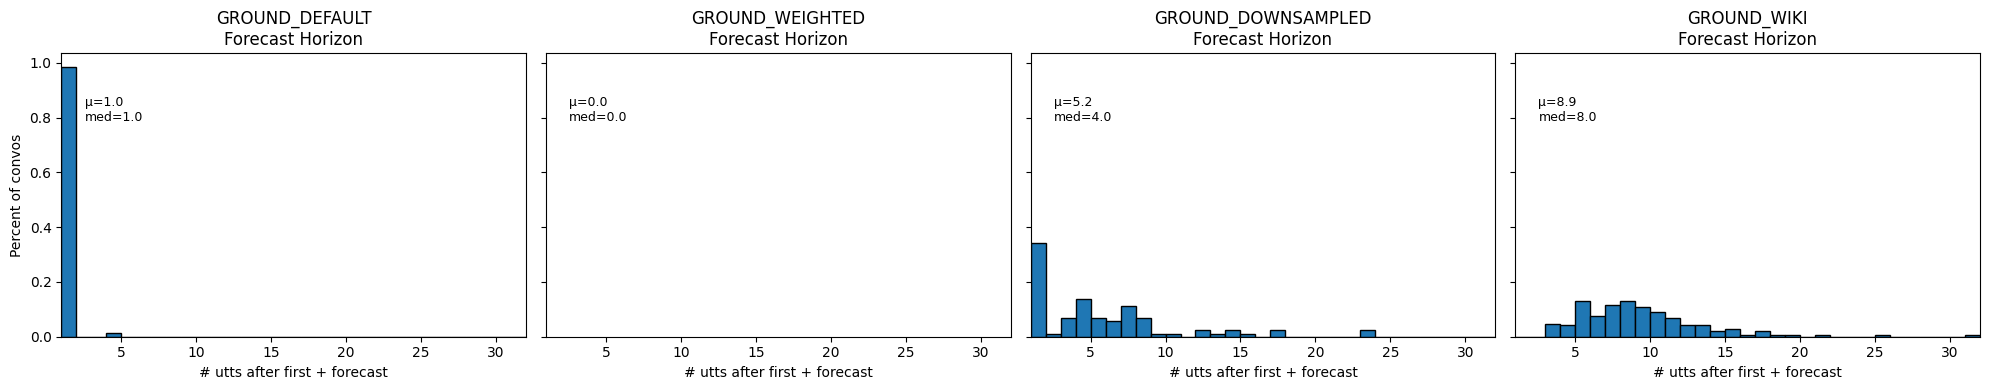 GROUND_DEFAULT
Forecast Horizon
Percent of convos
1.0
0.8
0.6
0.4
0.2
0.0
μ=1.0
med=1.0
5
10
15
20
25
30
# utts after first + forecast
GROUND_WEIGHTED
Forecast Horizon
μ=0.0
med=0.0
5
10
15
20
25
30
# utts after first + forecast
GROUND_DOWNSAMPLED
Forecast Horizon
μ=5.2
med=4.0
5
10
15
20
25
30
# utts after first + forecast
GROUND_WIKI
Forecast Horizon
μ=8.9
med=8.0
5
10
15
20
25
30
# utts after first + forecast